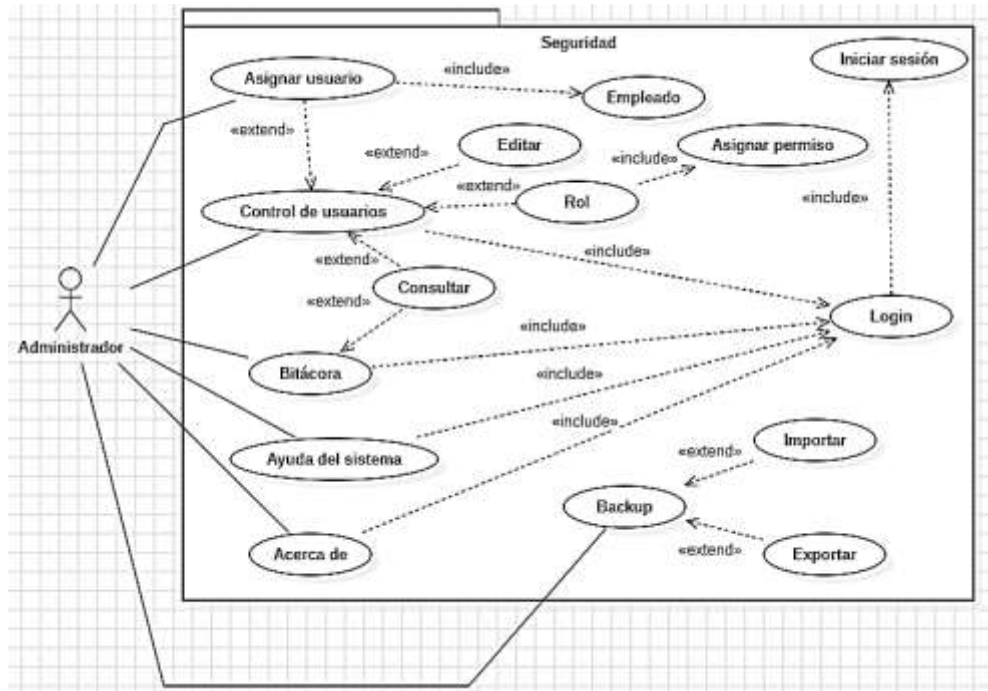 Seguridad
Iniciar sesión
Asignar usuario
«include»
Empleado
«extend»
Editar
«extend»
Asignar permiso
«include»
«extend»
Rol
«include»
Control de usuarios
«include»
«extend»
Consultar
«extend»
Login
«include»
Administrador
Bitácora
«include»
«include»
Importar
«extend»
Ayuda del sistema
Backup
«extend»
Acerca de
Exportar